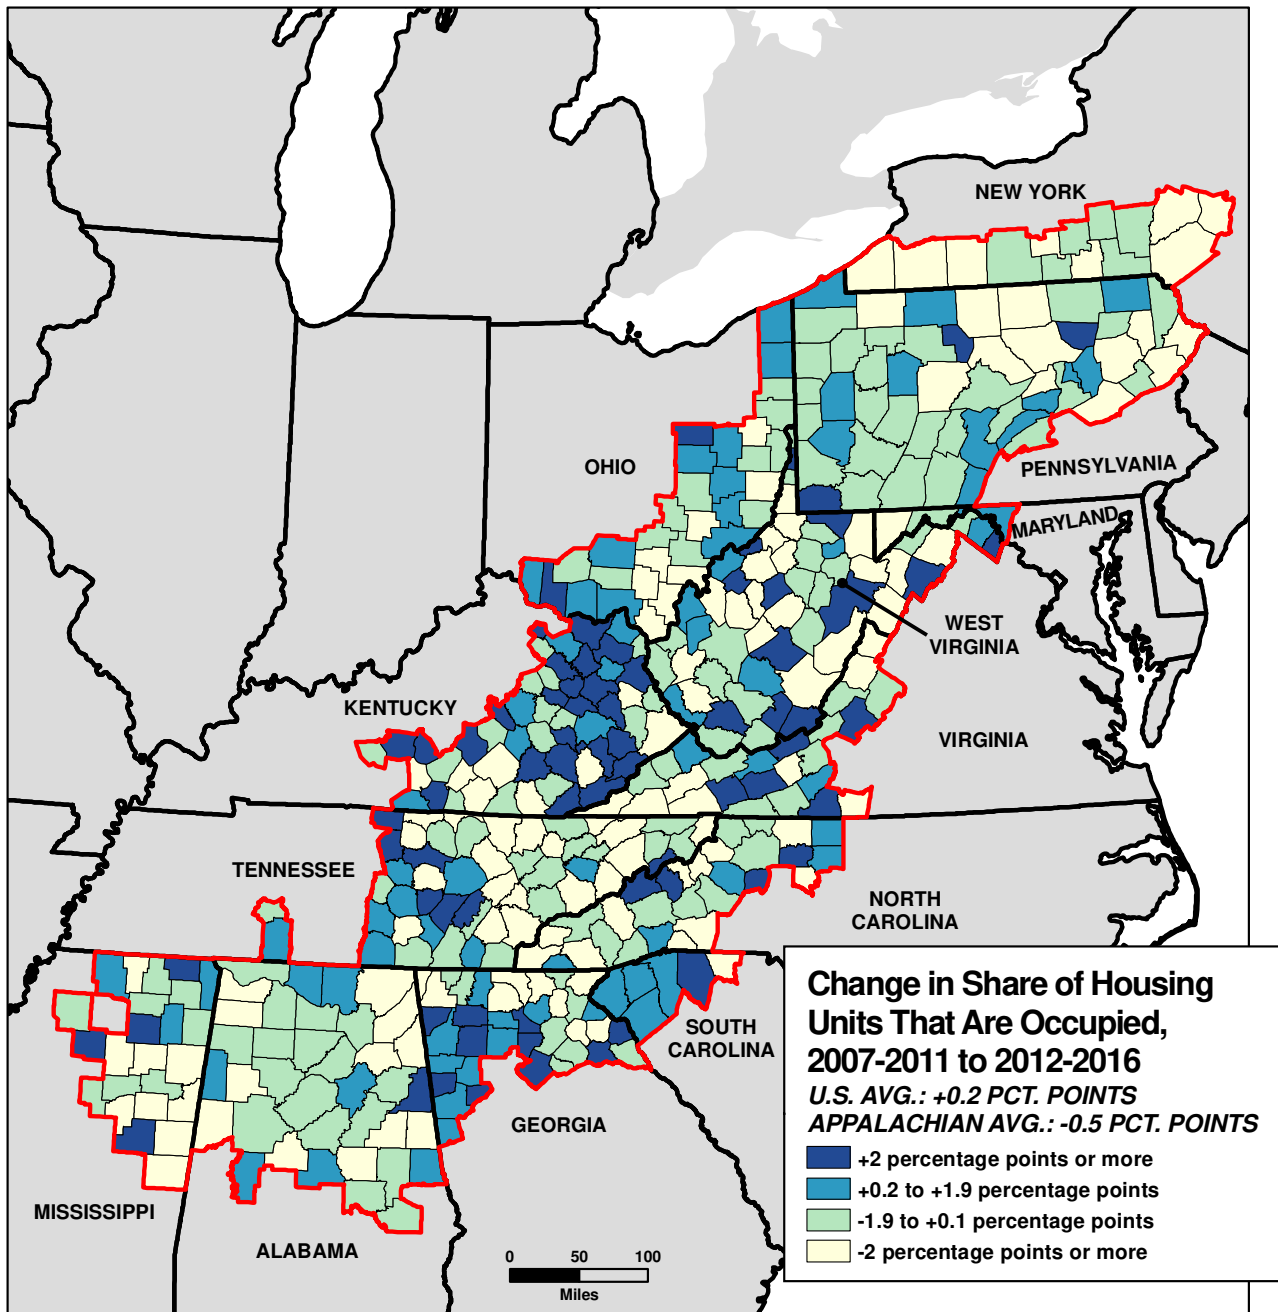 NEW YORK
OHIO
PENNSYLVANIA
MARYLAND
WEST
VIRGINIA
KENTUCKY
VIRGINIA
TENNESSEE
NORTH
CAROLINA
SOUTH
CAROLINA
GEORGIA
MISSISSIPPI
ALABAMA
Change in Share of Housing
Units That Are Occupied,
2007-2011 to 2012-2016
U.S. AVG.: +0.2 PCT. POINTS
APPALACHIAN AVG.: -0.5 PCT. POINTS
+2 percentage points or more
+0.2 to +1.9 percentage points
-1.9 to +0.1 percentage points
-2 percentage points or more
0 50 100
Miles